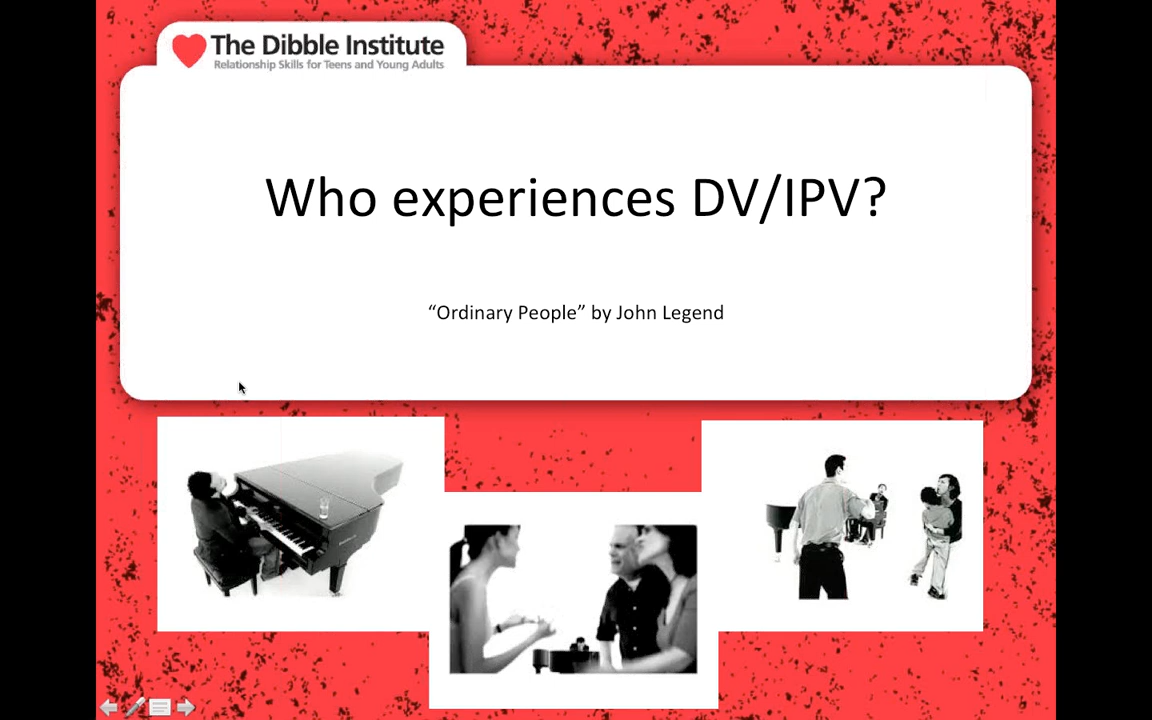 The Dibble Institute
Relationship Skills for Teens and Young Adults
Who experiences DV/IPV?
“Ordinary People” by John Legend